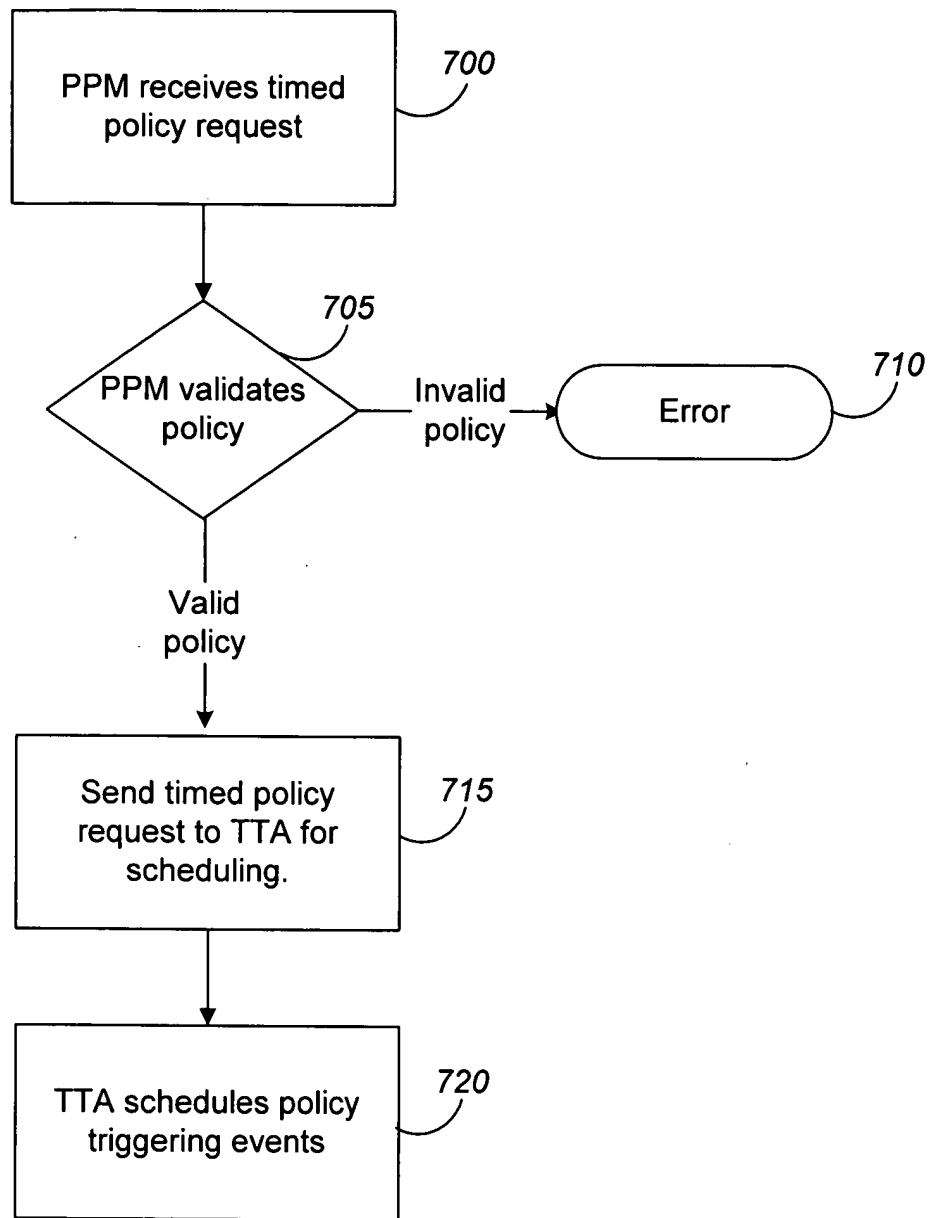 PPM receives timed
policy request
700
705
PPM validates
policy
Invalid
policy
Error
710
Valid
policy
Send timed policy
request to TTA for
scheduling.
715
TTA schedules policy
triggering events
720